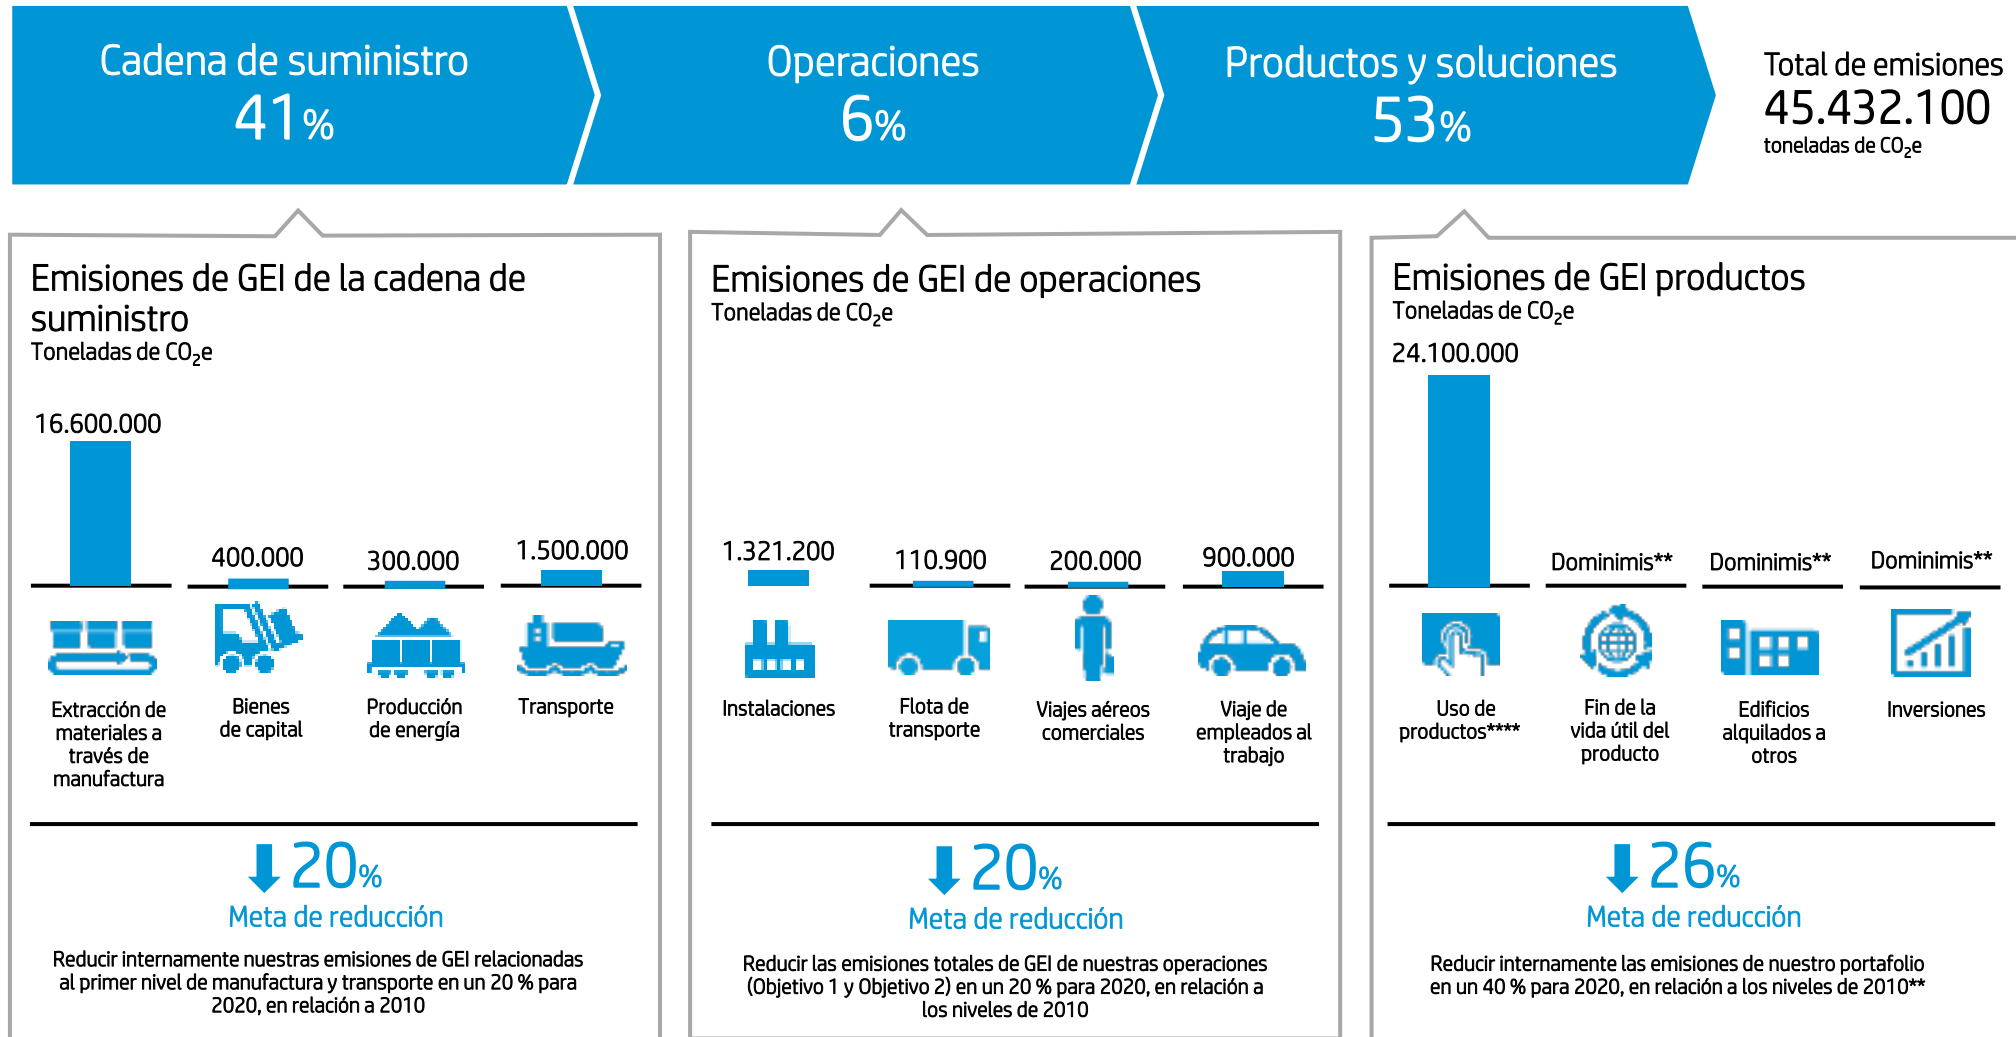 Cadena de suministro
41%
Operaciones
6%
Productos y soluciones
53%
Total de emisiones
45.432.100
toneladas de CO₂e
Emisiones de GEI de la cadena de
suministro
Toneladas de CO₂e
16.600.000
400.000
300.000
1.500.000
Extracción de
materiales a
través de
manufactura
Bienes
de capital
Producción
de energía
Transporte
20%
Meta de reducción
Reducir internamente nuestras emisiones de GEI relacionadas
al primer nivel de manufactura y transporte en un 20 % para
2020, en relación a 2010
Emisiones de GEI de operaciones
Toneladas de CO₂e
1.321.200
110.900
200.000
900.000
Instalaciones
Flota de
transporte
Viajes aéreos
comerciales
Viaje de
empleados al
trabajo
20%
Meta de reducción
Reducir las emisiones totales de GEI de nuestras operaciones
(Objetivo 1 y Objetivo 2) en un 20 % para 2020, en relación a
los niveles de 2010
Emisiones de GEI productos
Toneladas de CO₂e
24.100.000
Dominimis**
Dominimis**
Dominimis**
Uso de
productos****
Fin de la
vida útil del
producto
Edificios
alquilados a
otros
Inversiones
26%
Meta de reducción
Reducir internamente las emisiones de nuestro portafolio
en un 40 % para 2020, en relación a los niveles de 2010**